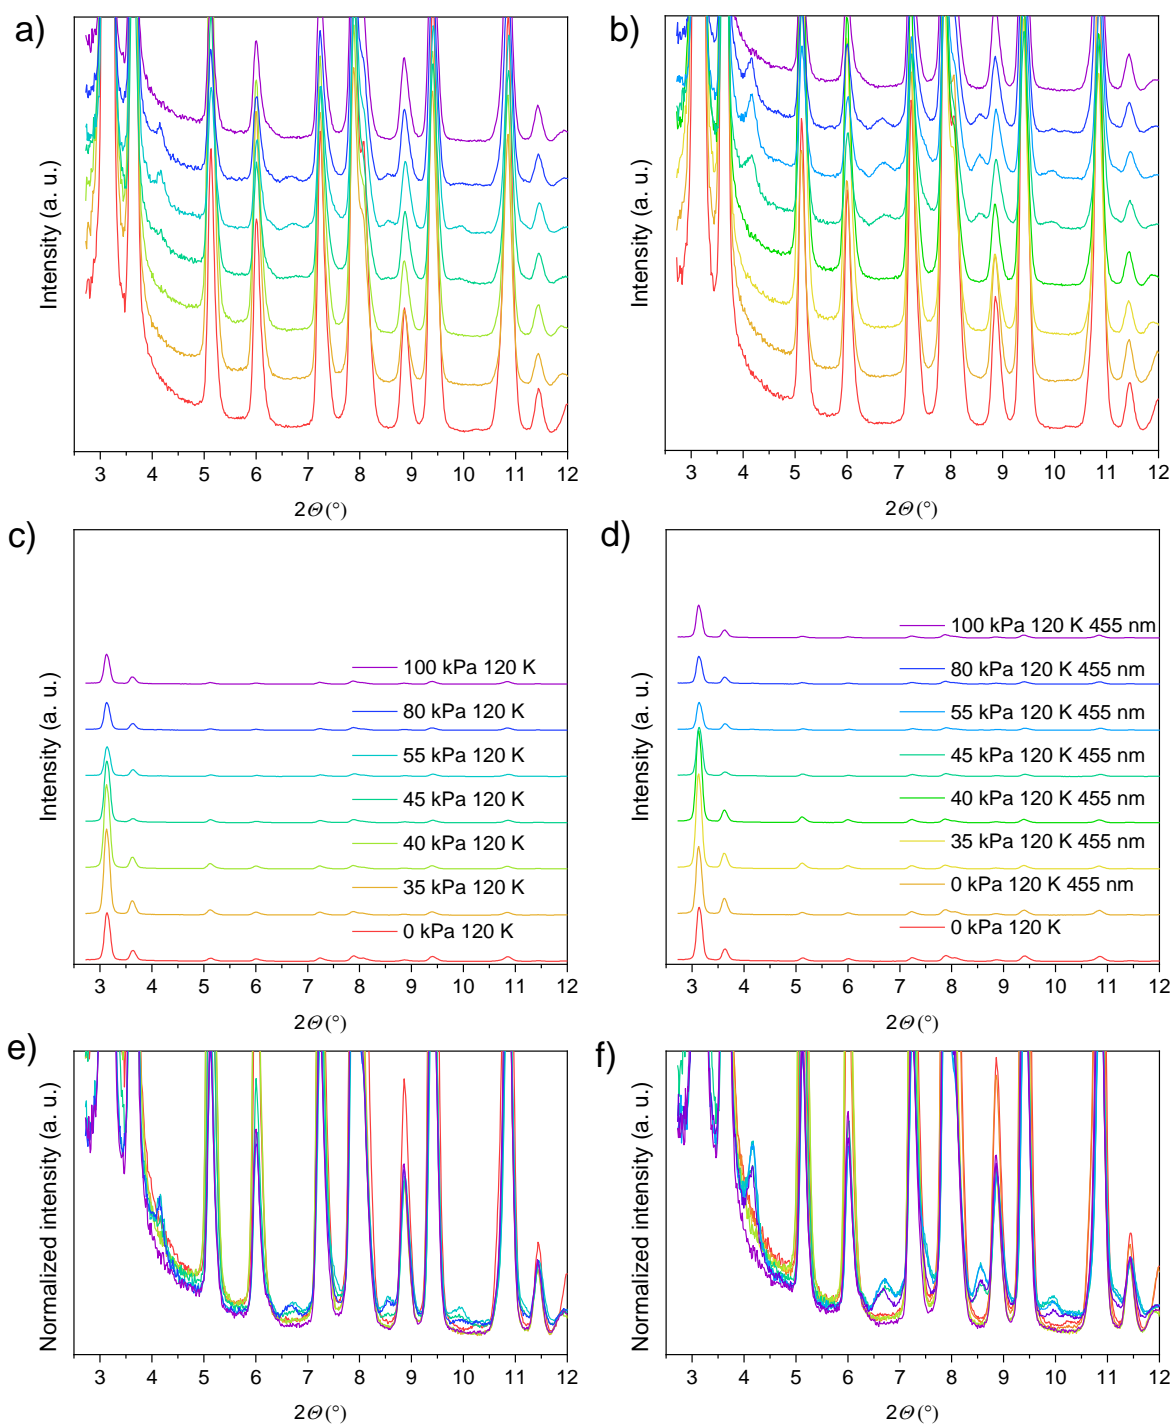 a)
Intensity (a. u.)
3 4 5 6 7 8 9 10 11 12
2Θ (°)
b)
Intensity (a. u.)
3 4 5 6 7 8 9 10 11 12
2Θ (°)
c)
Intensity (a. u.)
100 kPa 120 K
80 kPa 120 K
55 kPa 120 K
45 kPa 120 K
40 kPa 120 K
35 kPa 120 K
0 kPa 120 K
3 4 5 6 7 8 9 10 11 12
2Θ (°)
d)
Intensity (a. u.)
100 kPa 120 K 455 nm
80 kPa 120 K 455 nm
55 kPa 120 K 455 nm
45 kPa 120 K 455 nm
40 kPa 120 K 455 nm
35 kPa 120 K 455 nm
0 kPa 120 K 455 nm
0 kPa 120 K
3 4 5 6 7 8 9 10 11 12
2Θ (°)
e)
Normalized intensity (a. u.)
3 4 5 6 7 8 9 10 11 12
2Θ (°)
f)
Normalized intensity (a. u.)
3 4 5 6 7 8 9 10 11 12
2Θ (°)